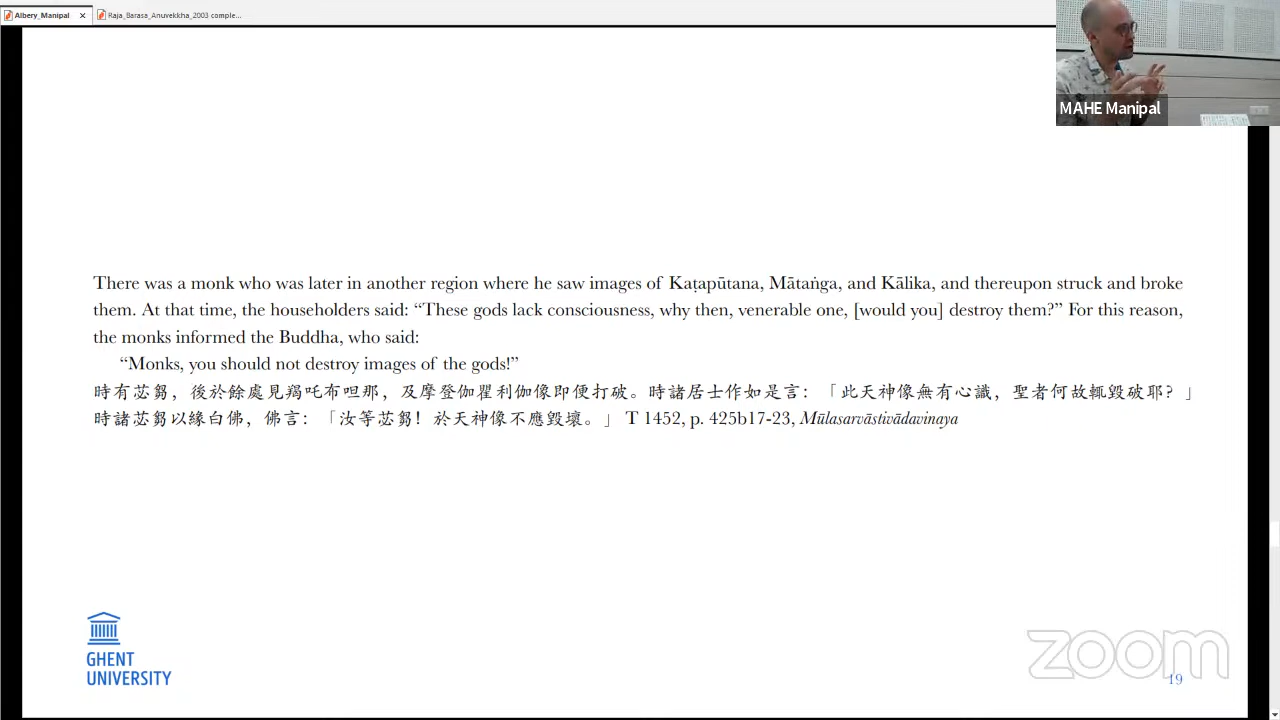 Albery_Manipal
Raja_Barasa_Anuvekkha_2003 comple...
MAHE Manipal
There was a monk who was later in another region where he saw images of Kaṭapūtana, Mātaṅga, and Kālika, and thereupon struck and broke
them. At that time, the householders said: “These gods lack consciousness, why then, venerable one, [would you] destroy them?” For this reason,
the monks informed the Buddha, who said:
“Monks, you should not destroy images of the gods!”
時有苾芻，後於餘處見羯吒布呾那，及摩登伽瞿利伽像即便打破。時諸居士作如是言：「此天神像無有心識，聖者何故輒毀破耶？」
時諸苾芻以緣白佛，佛言：「汝等苾芻！於天神像不應毀壞。」 T 1452, p. 425b17-23, Mūlasarvāstivādavinaya
GHENT
UNIVERSITY
zoom
19